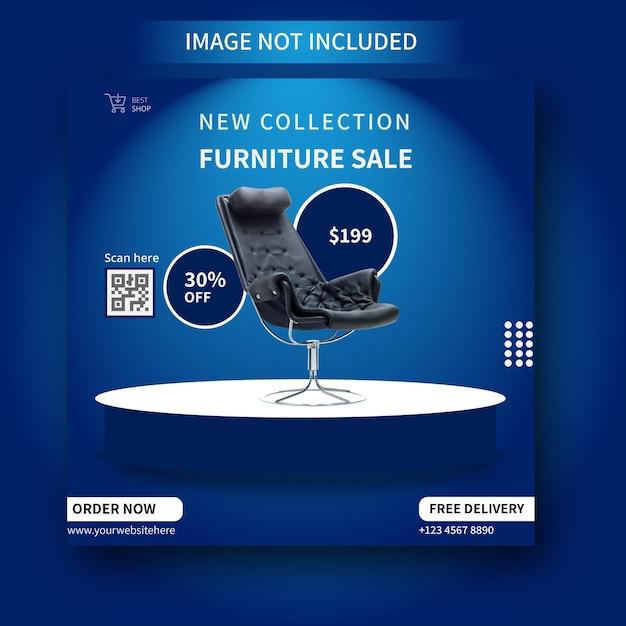 IMAGE NOT INCLUDED
BEST
SHOP
NEW COLLECTION
FURNITURE SALE
$199
Scan here
30%
OFF
ORDER NOW
www.yourwebsitehere
FREE DELIVERY
+123 4567 8890